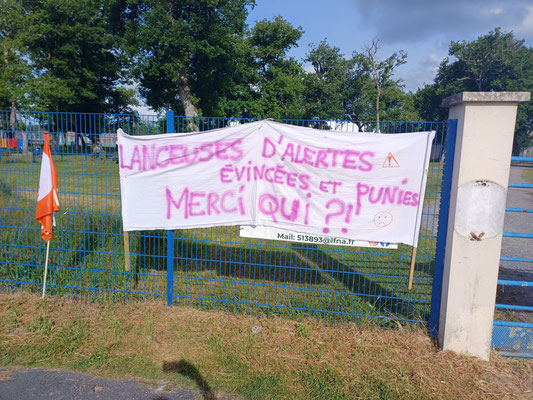 LANCEUSES D'ALERTES
ÉVINCÉES ET PUNIES
MERCI QUI ?!
Mail: 513893@lfna.fr